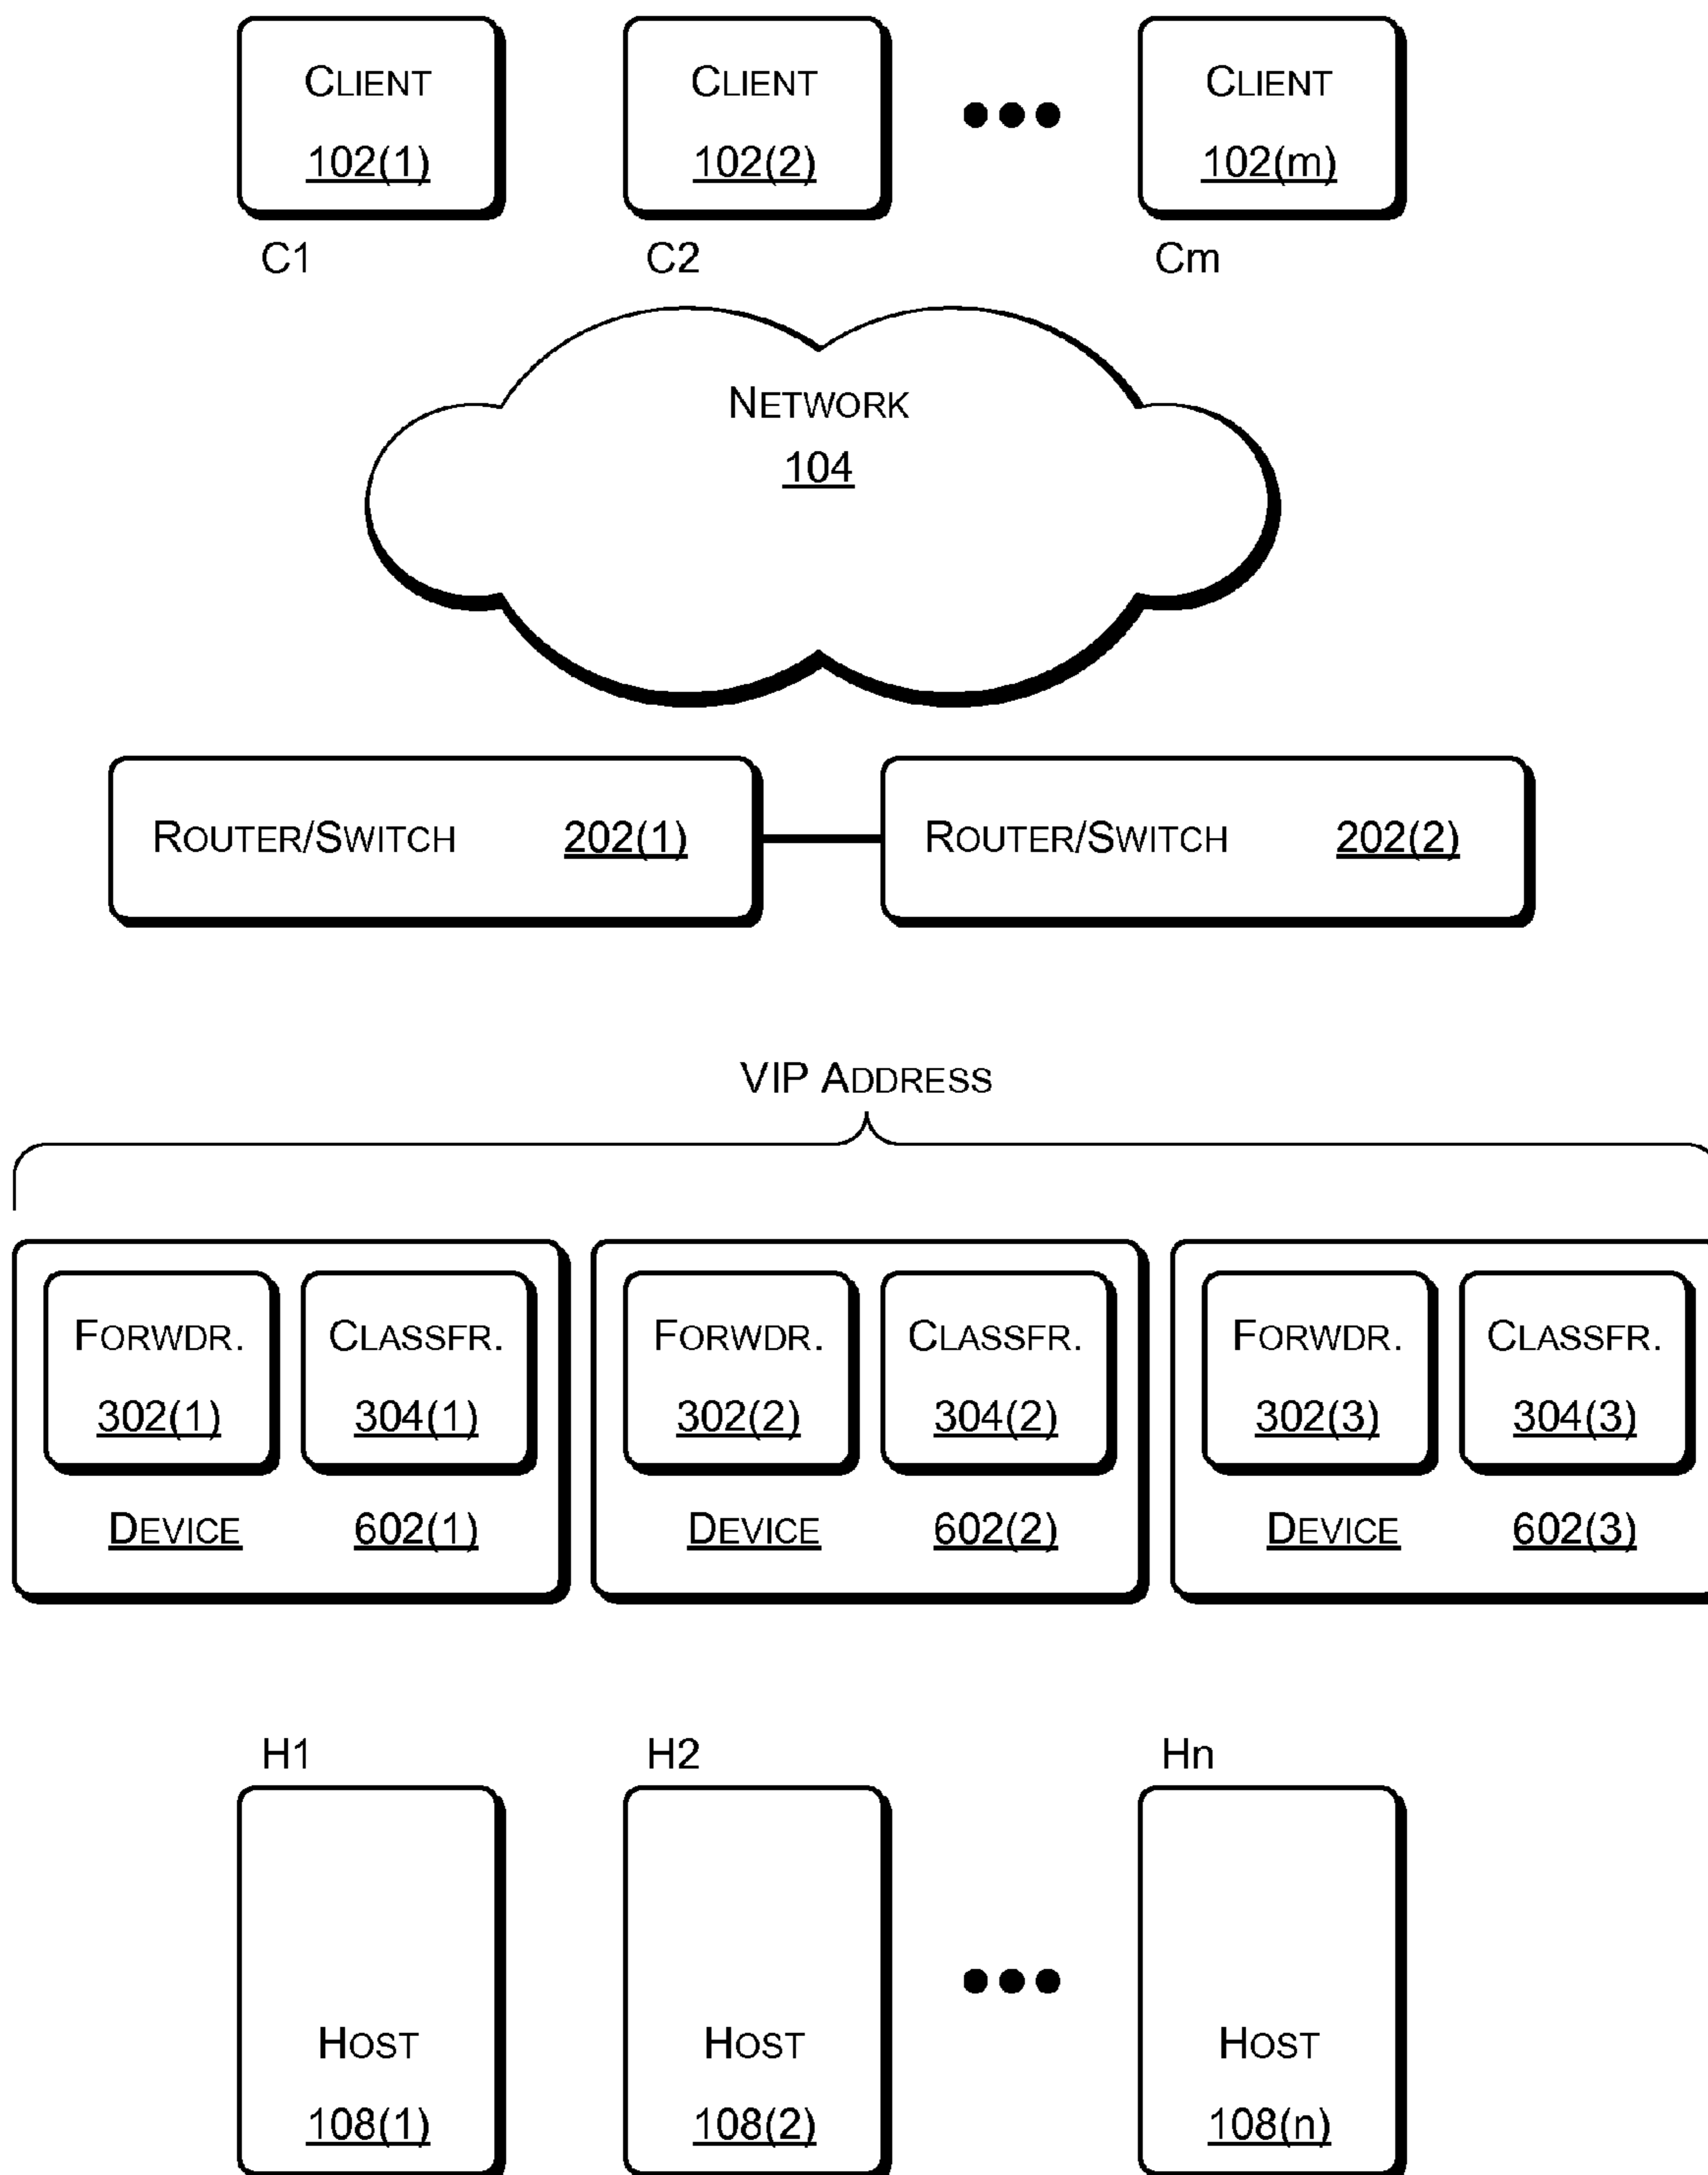 CLIENT CLIENT CLIENT
102(1) 102(2) ••• 102(m)
C1 C2 Cm
NETWORK
104
ROUTER/SWITCH 202(1) ROUTER/SWITCH 202(2)
VIP ADDRESS
FORWDR. CLASSFR. FORWDR. CLASSFR. FORWDR. CLASSFR.
302(1) 304(1) 302(2) 304(2) 302(3) 304(3)
DEVICE 602(1) DEVICE 602(2) DEVICE 602(3)
H1 H2 Hn
•••
HOST HOST HOST
108(1) 108(2) 108(n)